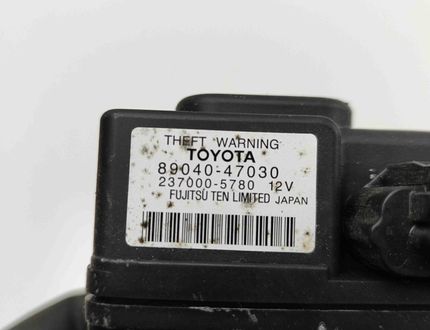 THEFT WARNING
TOYOTA
89040-47030
237000-5780 12V
FUJITSU TEN LIMITED JAPAN